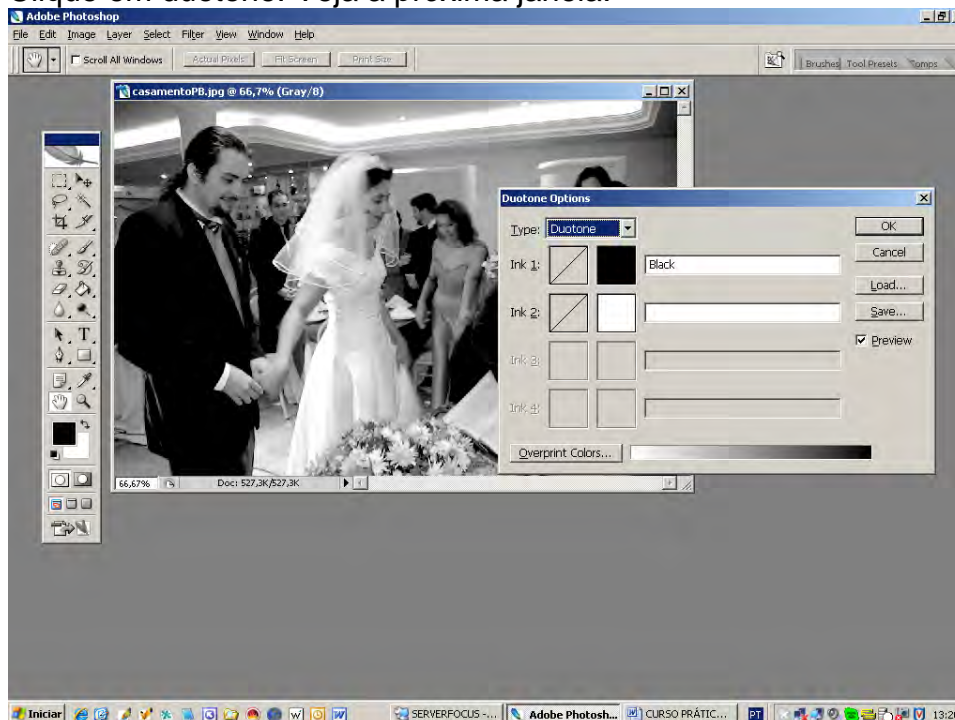 Clique em duotone. Veja a próxima janela:
Adobe Photoshop
File Edit Image Layer Select Filter View Window Help
Scroll All Windows Actual Pixels Fit Screen Print Size Brushes Tool Presets Comps
casamentoPB.jpg @ 66,7% (Gray/8)
Duotone Options
Type: Duotone
OK
Cancel
Ink 1: Black
Load...
Ink 2:
Save...
Preview
Ink 3:
Ink 4:
Overprint Colors...
66,67% Doc: 527,3K/527,3K
Iniciar SERVERFOCUS -... Adobe Photosh... CURSO PRÁTIC... PT 13:20